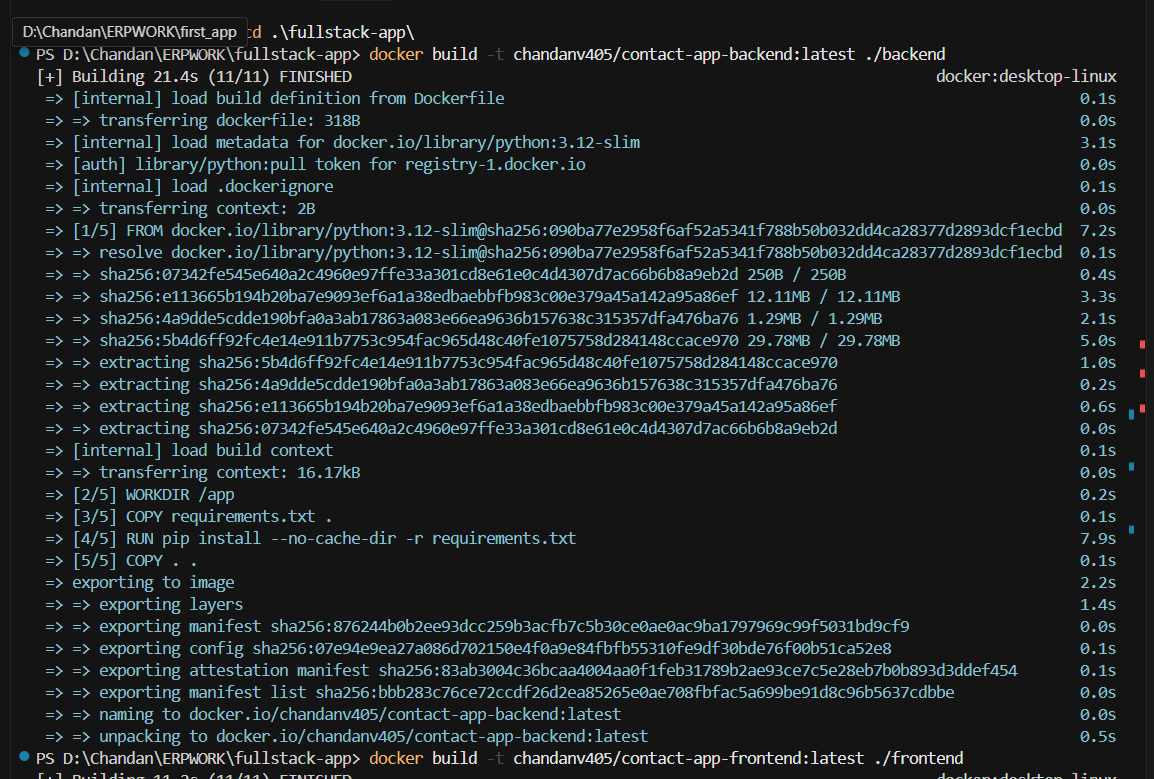 D:\Chandan\ERPWORK\first_app cd .\fullstack-app\
PS D:\Chandan\ERPWORK\fullstack-app> docker build -t chandanv405/contact-app-backend:latest ./backend
[+] Building 21.4s (11/11) FINISHED docker:desktop-linux
=> [internal] load build definition from Dockerfile 0.1s
=> => transferring dockerfile: 318B 0.0s
=> [internal] load metadata for docker.io/library/python:3.12-slim 3.1s
=> [auth] library/python:pull token for registry-1.docker.io 0.0s
=> [internal] load .dockerignore 0.1s
=> => transferring context: 2B 0.0s
=> [1/5] FROM docker.io/library/python:3.12-slim@sha256:090ba77e2958f6af52a5341f788b50b032dd4ca28377d2893dcf1ecbd 7.2s
=> => resolve docker.io/library/python:3.12-slim@sha256:090ba77e2958f6af52a5341f788b50b032dd4ca28377d2893dcf1ecbd 0.1s
=> => sha256:07342fe545e640a2c4960e97ffe33a301cd8e61e0c4d4307d7ac66b6b8a9eb2d 250B / 250B 0.4s
=> => sha256:e113665b194b20ba7e9093ef6a1a38edbaebbfb983c00e379a45a142a95a86ef 12.11MB / 12.11MB 3.3s
=> => sha256:4a9dde5cdde190bfa0a3ab17863a083e66ea9636b157638c315357dfa476ba76 1.29MB / 1.29MB 2.1s
=> => sha256:5b4d6ff92fc4e14e911b7753c954fac965d48c40fe1075758d284148ccace970 29.78MB / 29.78MB 5.0s
=> => extracting sha256:5b4d6ff92fc4e14e911b7753c954fac965d48c40fe1075758d284148ccace970 1.0s
=> => extracting sha256:4a9dde5cdde190bfa0a3ab17863a083e66ea9636b157638c315357dfa476ba76 0.2s
=> => extracting sha256:e113665b194b20ba7e9093ef6a1a38edbaebbfb983c00e379a45a142a95a86ef 0.6s
=> => extracting sha256:07342fe545e640a2c4960e97ffe33a301cd8e61e0c4d4307d7ac66b6b8a9eb2d 0.0s
=> [internal] load build context 0.1s
=> => transferring context: 16.17kB 0.0s
=> [2/5] WORKDIR /app 0.2s
=> [3/5] COPY requirements.txt . 0.1s
=> [4/5] RUN pip install --no-cache-dir -r requirements.txt 7.9s
=> [5/5] COPY . . 0.1s
=> exporting to image 2.2s
=> => exporting layers 1.4s
=> => exporting manifest sha256:876244b0b2ee93dcc259b3acfb7c5b30ce0ae0ac9ba1797969c99f5031bd9cf9 0.0s
=> => exporting config sha256:07e94e9ea27a086d702150e4f0a9e84fbfb55310fe9df30bde76f00b51ca52e8 0.1s
=> => exporting attestation manifest sha256:83ab3004c36bcaa4004aa0f1feb31789b2ae93ce7c5e28eb7b0b893d3ddef454 0.1s
=> => exporting manifest list sha256:bbb283c76ce72ccdf26d2ea85265e0ae708fbfac5a699be91d8c96b5637cdbbe 0.0s
=> => naming to docker.io/chandanv405/contact-app-backend:latest 0.0s
=> => unpacking to docker.io/chandanv405/contact-app-backend:latest 0.5s
PS D:\Chandan\ERPWORK\fullstack-app> docker build -t chandanv405/contact-app-frontend:latest ./frontend
[+] Building 11.2s (11/11) FINISHED docker:desktop-linux